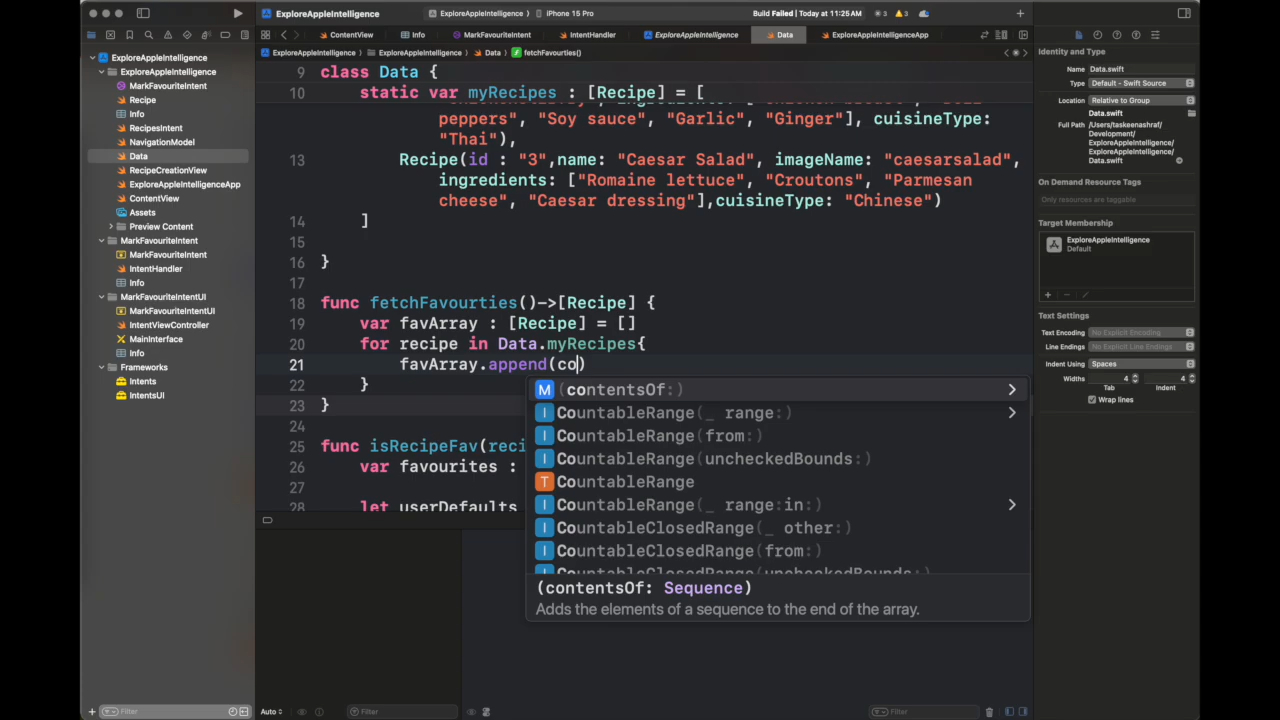 ExploreAppleIntelligence
ExploreAppleIntelligence
iPhone 15 Pro
Build Failed | Today at 11:25 AM
3
3
ContentView
Info
MarkFavouriteIntent
IntentHandler
ExploreAppleIntelligence
Data
ExploreAppleIntelligenceApp
ExploreAppleIntelligence
ExploreAppleIntelligence
Data
fetchFavourties()
ExploreAppleIntelligence
ExploreAppleIntelligence
MarkFavouriteIntent
Recipe
Info
RecipesIntent
NavigationModel
Data
RecipeCreationView
ExploreAppleIntelligenceApp
ContentView
Assets
Preview Content
MarkFavouriteIntent
MarkFavouriteIntent
IntentHandler
Info
MarkFavouriteIntentUI
MarkFavouriteIntentUI
IntentViewController
MainInterface
Info
Frameworks
Intents
IntentsUI
Filter
9 class Data {
10 static var myRecipes : [Recipe] = [
peppers", "Soy sauce", "Garlic", "Ginger"], cuisineType:
"Thai"),
13 Recipe(id : "3",name: "Caesar Salad", imageName: "caesarsalad",
ingredients: ["Romaine lettuce", "Croutons", "Parmesan
cheese", "Caesar dressing"],cuisineType: "Chinese")
14 ]
15
16 }
17
18 func fetchFavourties()->[Recipe] {
19 var favArray : [Recipe] = []
20 for recipe in Data.myRecipes{
21 favArray.append(co)
22 }
23 }
24
25 func isRecipeFav(reci
26 var favourites :
27
28 let userDefaults
M (contentsOf:)
I CountableRange(_ range:)
I CountableRange(from:)
I CountableRange(uncheckedBounds:)
T CountableRange
I CountableRange(_ range:in:)
I CountableClosedRange(_ other:)
I CountableClosedRange(from:)
I CountableClosedRange(uncheckedBounds:)
(contentsOf: Sequence)
Adds the elements of a sequence to the end of the array.
Auto
Filter
Filter
Identity and Type
Name Data.swift
Type Default - Swift Source
Location Relative to Group
Data.swift
Full Path /Users/taskeenashraf/
Development/
ExploreAppleIntelligence/
ExploreAppleIntelligence/
Data.swift
On Demand Resource Tags
Only resources are taggable
Target Membership
ExploreAppleIntelligence
Default
Text Settings
Text Encoding No Explicit Encoding
Line Endings No Explicit Line Endings
Indent Using Spaces
Widths 4 4
Tab Indent
Wrap lines